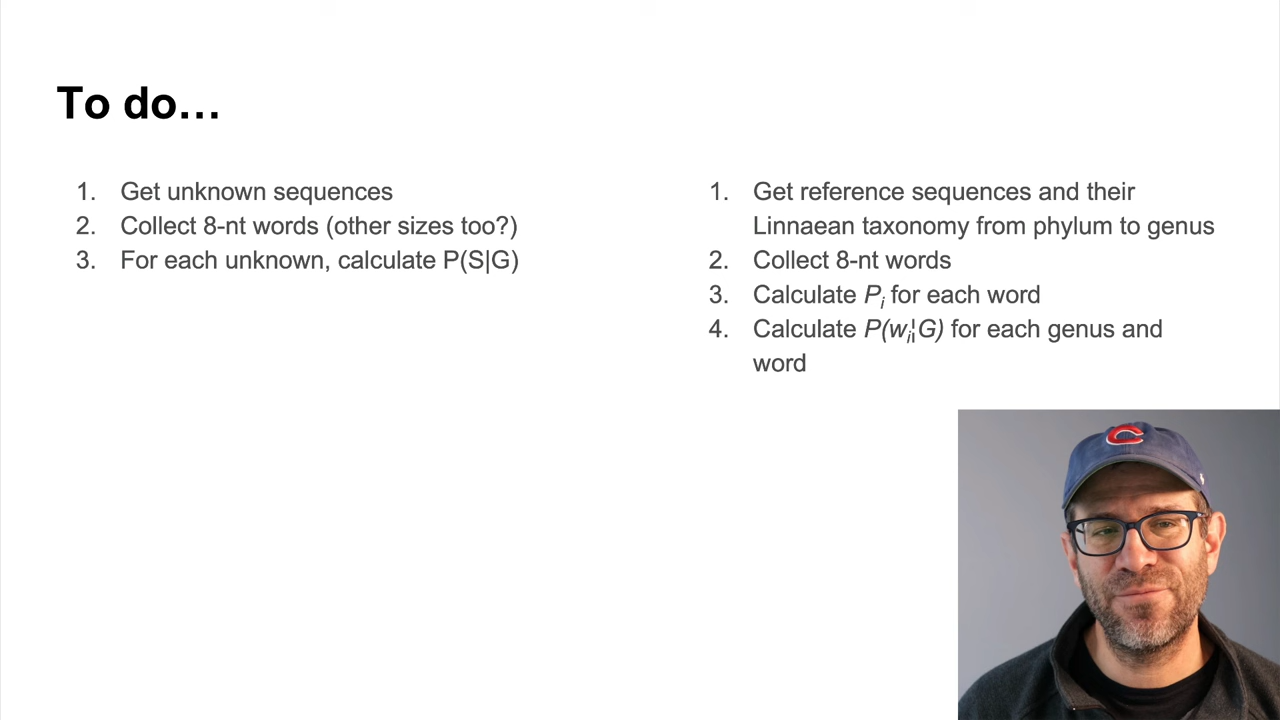 To do…
1. Get unknown sequences
2. Collect 8-nt words (other sizes too?)
3. For each unknown, calculate P(S|G)
1. Get reference sequences and their
Linnaean taxonomy from phylum to genus
2. Collect 8-nt words
3. Calculate Pi for each word
4. Calculate P(wi¦G) for each genus and
word
C